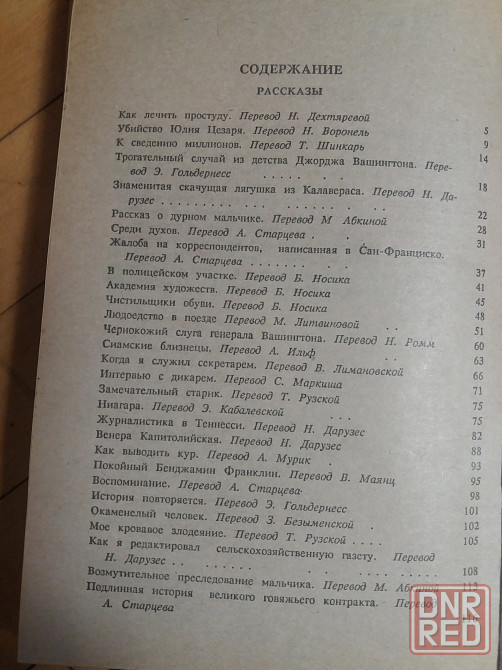 СОДЕРЖАНИЕ
РАССКАЗЫ
Как лечить простуду. Перевод Н. Дехтяревой
Убийство Юлия Цезаря. Перевод Н. Воронель 5
К сведению миллионов. Перевод Т. Шинкарь 9
Трогательный случай из детства Джорджа Вашингтона. Пере- 14
вод Э. Гольдернесс . . . . .
Знаменитая скачущая лягушка из Калавераса. Перевод Н. Да- 18
рузес . . . . . . . . . . . . . . .
Рассказ о дурном мальчике. Перевод М Абкиной 22
Среди духов. Перевод А. Старцева . . 28
Жалоба на корреспондентов, написанная в Сан-Франциско. 31
Перевод А. Старцева . . . . . . .
В полицейском участке. Перевод Б. Носика 37
Академия художеств. Перевод Б. Носика 41
Чистильщики обуви. Перевод Б. Носика 45
Людоедство в поезде Перевод М. Литвиновой 48
Чернокожий слуга генерала Вашингтона. Перевод Н. Ромм 51
Сиамские близнецы. Перевод А. Ильф . . 60
Когда я служил секретарем. Перевод В. Лимановской 63
Интервью с дикарем. Перевод С. Маркиша 66
Замечательный старик. Перевод Т. Рузской 71
Ниагара. Перевод Э. Кабалевской . . . 75
Журналистика в Теннесси. Перевод Н. Дарузес 75
Венера Капитолийская. Перевод Н. Дарузес 82
Как выводить кур. Перевод А. Мурик . 88
Покойный Бенджамин Франклин. Перевод В. Маянц 93
Воспоминание. Перевод А. Старцева 95
История повторяется. Перевод Э. Гольдернесс 98
Окаменелый человек. Перевод З. Безыменской . 101
Мое кровавое злодеяние. Перевод Т. Рузской . . 102
Как я редактировал сельскохозяйственную газету. Перевод 105
Н. Дарузес . . . . . .
Возмутительное преследование мальчика. Перевод М. Абкиной 108
Подлинная история великого говяжьего контракта. Перевод 113
А. Старцева 116
DNR
RED